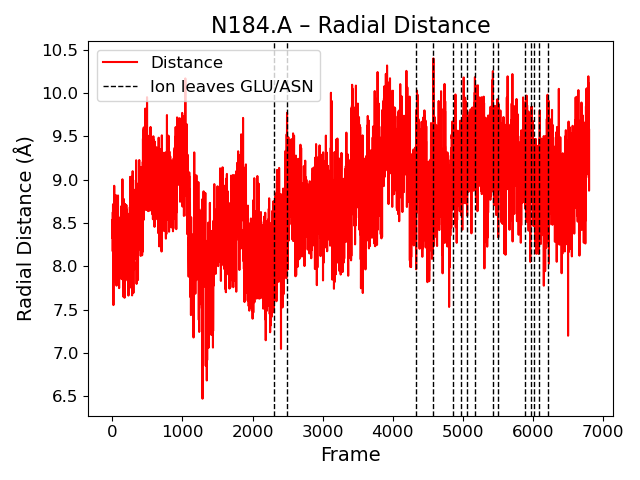 N184.A – Radial Distance
Distance
Ion leaves GLU/ASN
Radial Distance (Å)
10.5
10.0
9.5
9.0
8.5
8.0
7.5
7.0
6.5
0 1000 2000 3000 4000 5000 6000 7000
Frame